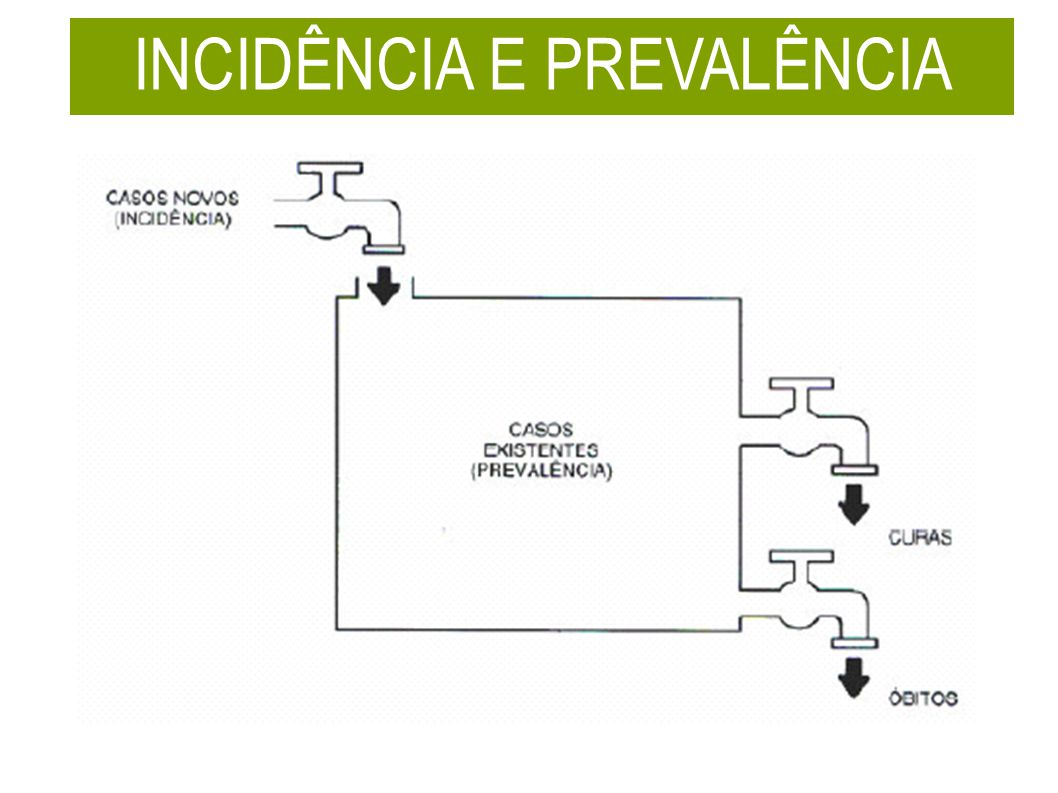 INCIDÊNCIA E PREVALÊNCIA
CASOS NOVOS
(INCIDÊNCIA)
CASOS
EXISTENTES
(PREVALÊNCIA)
CURAS
ÓBITOS